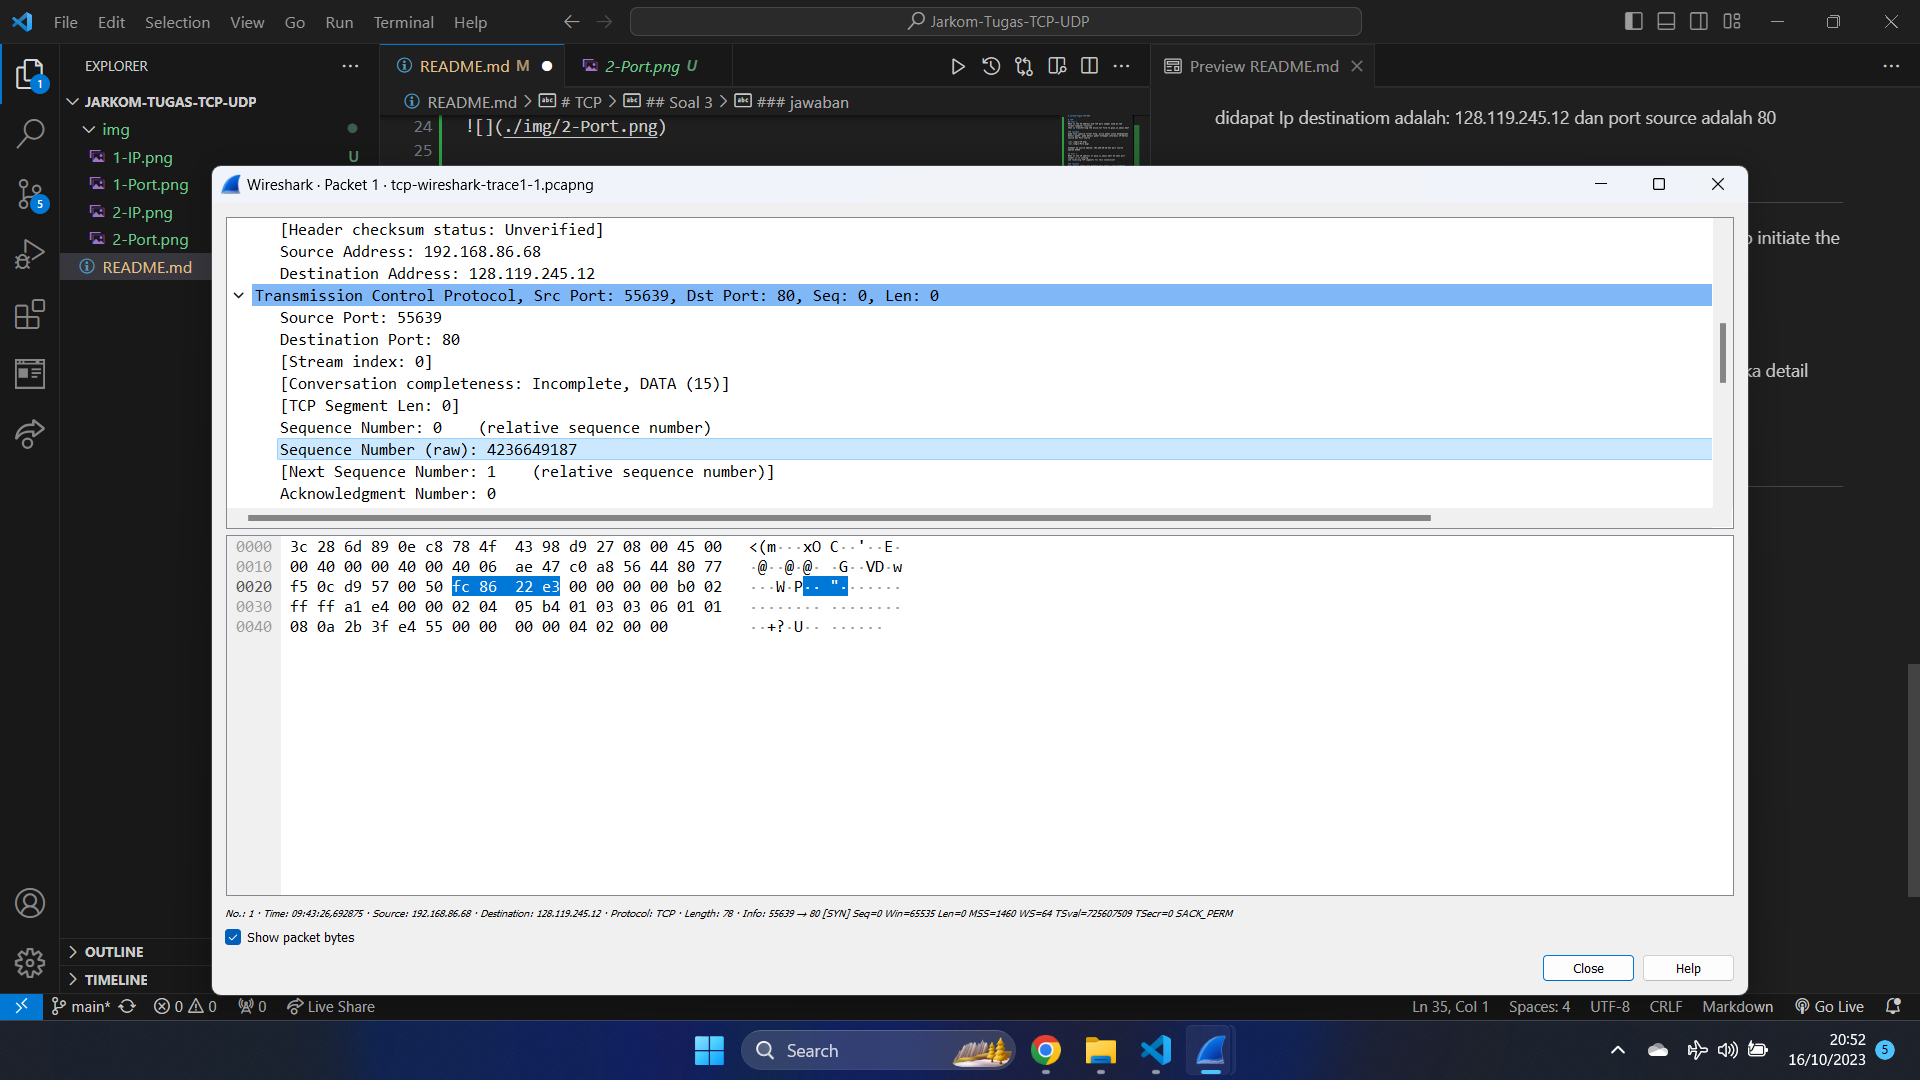 File Edit Selection View Go Run Terminal Help
Jarkom-Tugas-TCP-UDP
EXPLORER
JARKOM-TUGAS-TCP-UDP
img
1-IP.png U
1-Port.png
2-IP.png
2-Port.png
README.md
OUTLINE
TIMELINE
1
5
README.md M
2-Port.png U
Preview README.md
README.md > # TCP > ## Soal 3 > ### jawaban
24 ![](./img/2-Port.png)
25
didapat Ip destinatiom adalah: 128.119.245.12 dan port source adalah 80
initiate the
detail
Wireshark · Packet 1 · tcp-wireshark-trace1-1.pcapng
[Header checksum status: Unverified]
Source Address: 192.168.86.68
Destination Address: 128.119.245.12
Transmission Control Protocol, Src Port: 55639, Dst Port: 80, Seq: 0, Len: 0
Source Port: 55639
Destination Port: 80
[Stream index: 0]
[Conversation completeness: Incomplete, DATA (15)]
[TCP Segment Len: 0]
Sequence Number: 0    (relative sequence number)
Sequence Number (raw): 4236649187
[Next Sequence Number: 1    (relative sequence number)]
Acknowledgment Number: 0
0000 3c 28 6d 89 0e c8 78 4f 43 98 d9 27 08 00 45 00 <(m···xO C··'··E·
0010 00 40 00 00 40 00 40 06 ae 47 c0 a8 56 44 80 77 ·@··@·@· ·G··VD·w
0020 f5 0c d9 57 00 50 fc 86 22 e3 00 00 00 00 b0 02 ···W·P·· "·······
0030 ff ff a1 e4 00 00 02 04 05 b4 01 03 03 06 01 01 ········ ········
0040 08 0a 2b 3f e4 55 00 00 00 00 04 02 00 00 ··+?·U·· ······
No.: 1 · Time: 09:43:26,692875 · Source: 192.168.86.68 · Destination: 128.119.245.12 · Protocol: TCP · Length: 78 · Info: 55639 → 80 [SYN] Seq=0 Win=65535 Len=0 MSS=1460 WS=64 TSval=725607509 TSecr=0 SACK_PERM
Show packet bytes
Close Help
main* 0 0 0 Live Share Ln 35, Col 1 Spaces: 4 UTF-8 CRLF Markdown Go Live
Search
20:52
16/10/2023
5